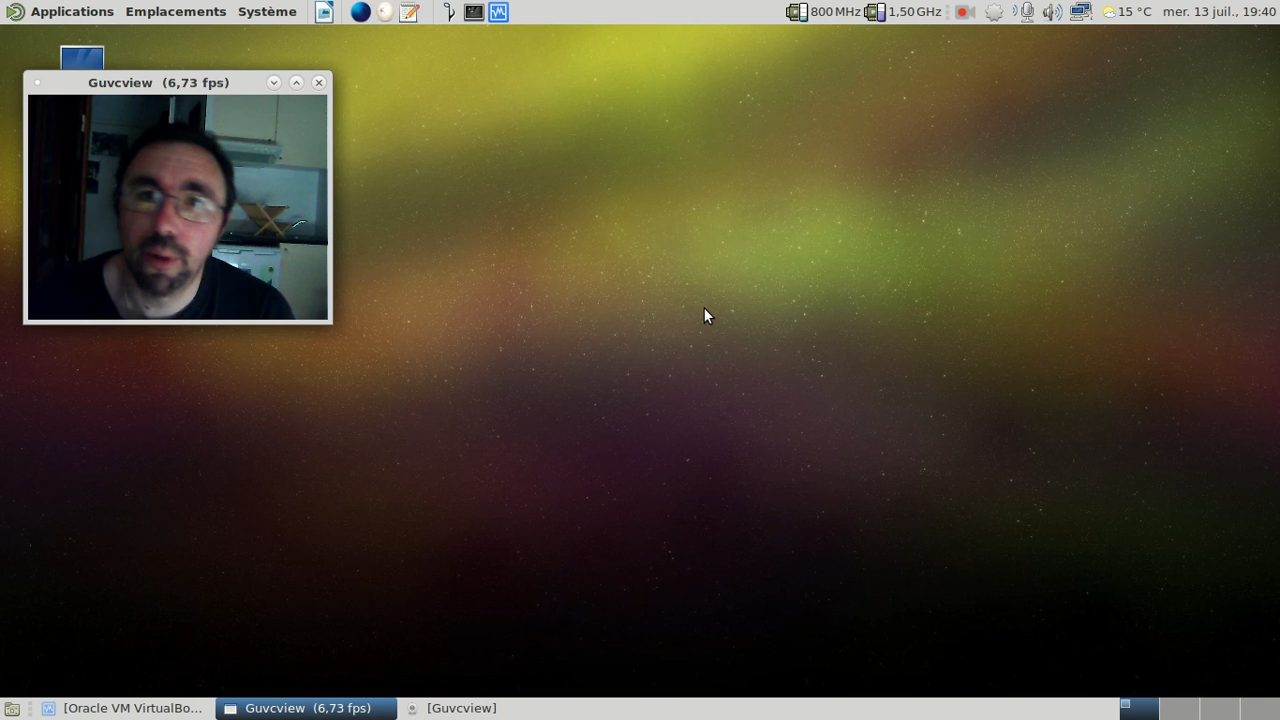 Applications Emplacements Système 800 MHz 1,50 GHz 15 °C mer. 13 juil., 19:40
Guvcview (6,73 fps)
[Oracle VM VirtualBo... Guvcview (6,73 fps) [Guvcview]